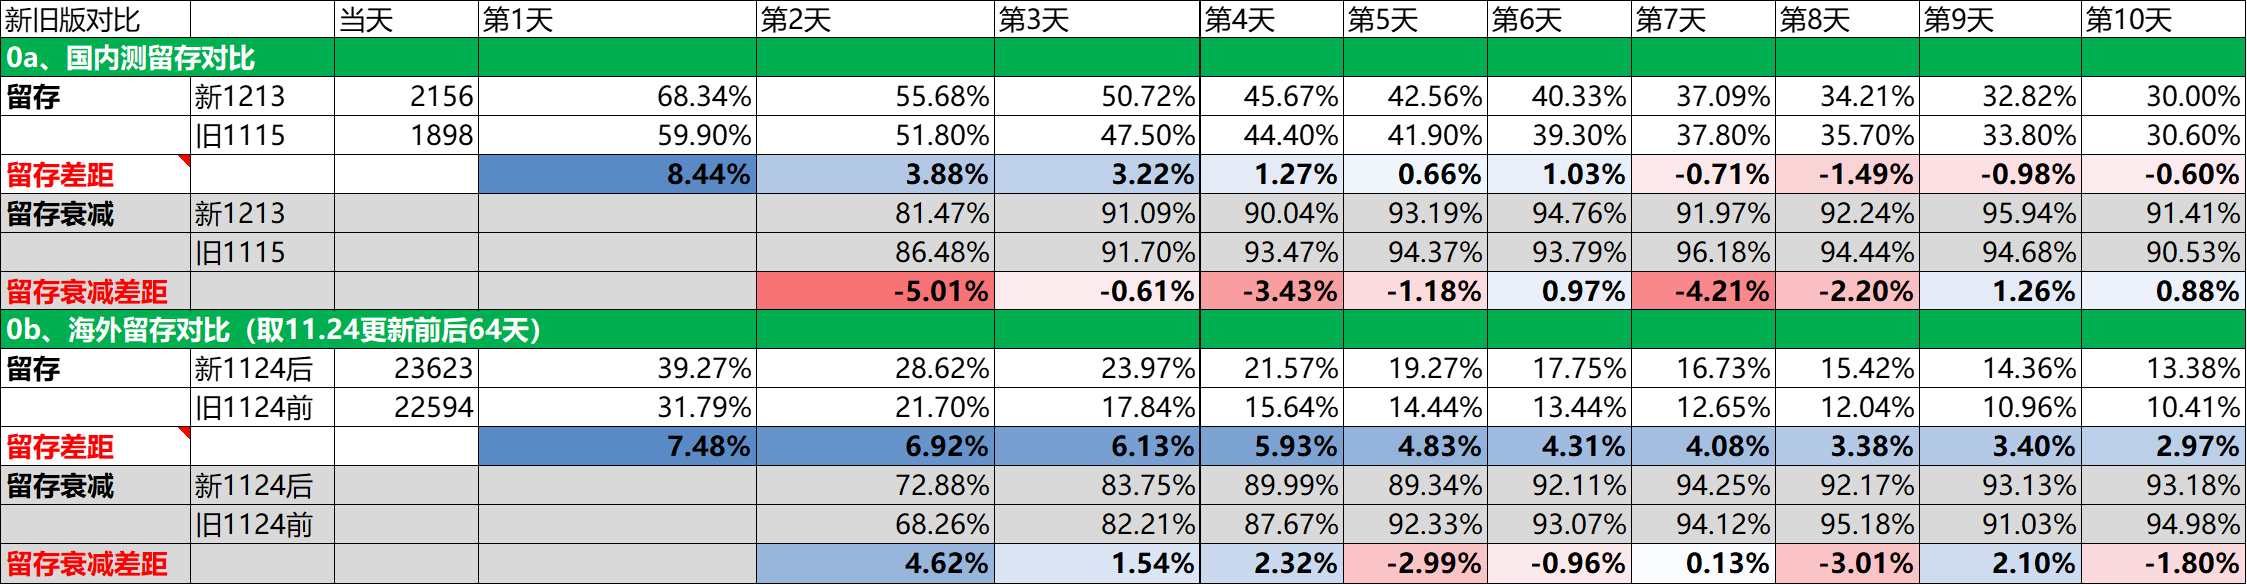 新旧版对比 当天 第1天 第2天 第3天 第4天 第5天 第6天 第7天 第8天 第9天 第10天
0a、国内测留存对比
留存 新1213 2156 68.34% 55.68% 50.72% 45.67% 42.56% 40.33% 37.09% 34.21% 32.82% 30.00%
旧1115 1898 59.90% 51.80% 47.50% 44.40% 41.90% 39.30% 37.80% 35.70% 33.80% 30.60%
留存差距 8.44% 3.88% 3.22% 1.27% 0.66% 1.03% -0.71% -1.49% -0.98% -0.60%
留存衰减 新1213 81.47% 91.09% 90.04% 93.19% 94.76% 91.97% 92.24% 95.94% 91.41%
旧1115 86.48% 91.70% 93.47% 94.37% 93.79% 96.18% 94.44% 94.68% 90.53%
留存衰减差距 -5.01% -0.61% -3.43% -1.18% 0.97% -4.21% -2.20% 1.26% 0.88%
0b、海外留存对比（取11.24更新前后64天）
留存 新1124后 23623 39.27% 28.62% 23.97% 21.57% 19.27% 17.75% 16.73% 15.42% 14.36% 13.38%
旧1124前 22594 31.79% 21.70% 17.84% 15.64% 14.44% 13.44% 12.65% 12.04% 10.96% 10.41%
留存差距 7.48% 6.92% 6.13% 5.93% 4.83% 4.31% 4.08% 3.38% 3.40% 2.97%
留存衰减 新1124后 72.88% 83.75% 89.99% 89.34% 92.11% 94.25% 92.17% 93.13% 93.18%
旧1124前 68.26% 82.21% 87.67% 92.33% 93.07% 94.12% 95.18% 91.03% 94.98%
留存衰减差距 4.62% 1.54% 2.32% -2.99% -0.96% 0.13% -3.01% 2.10% -1.80%